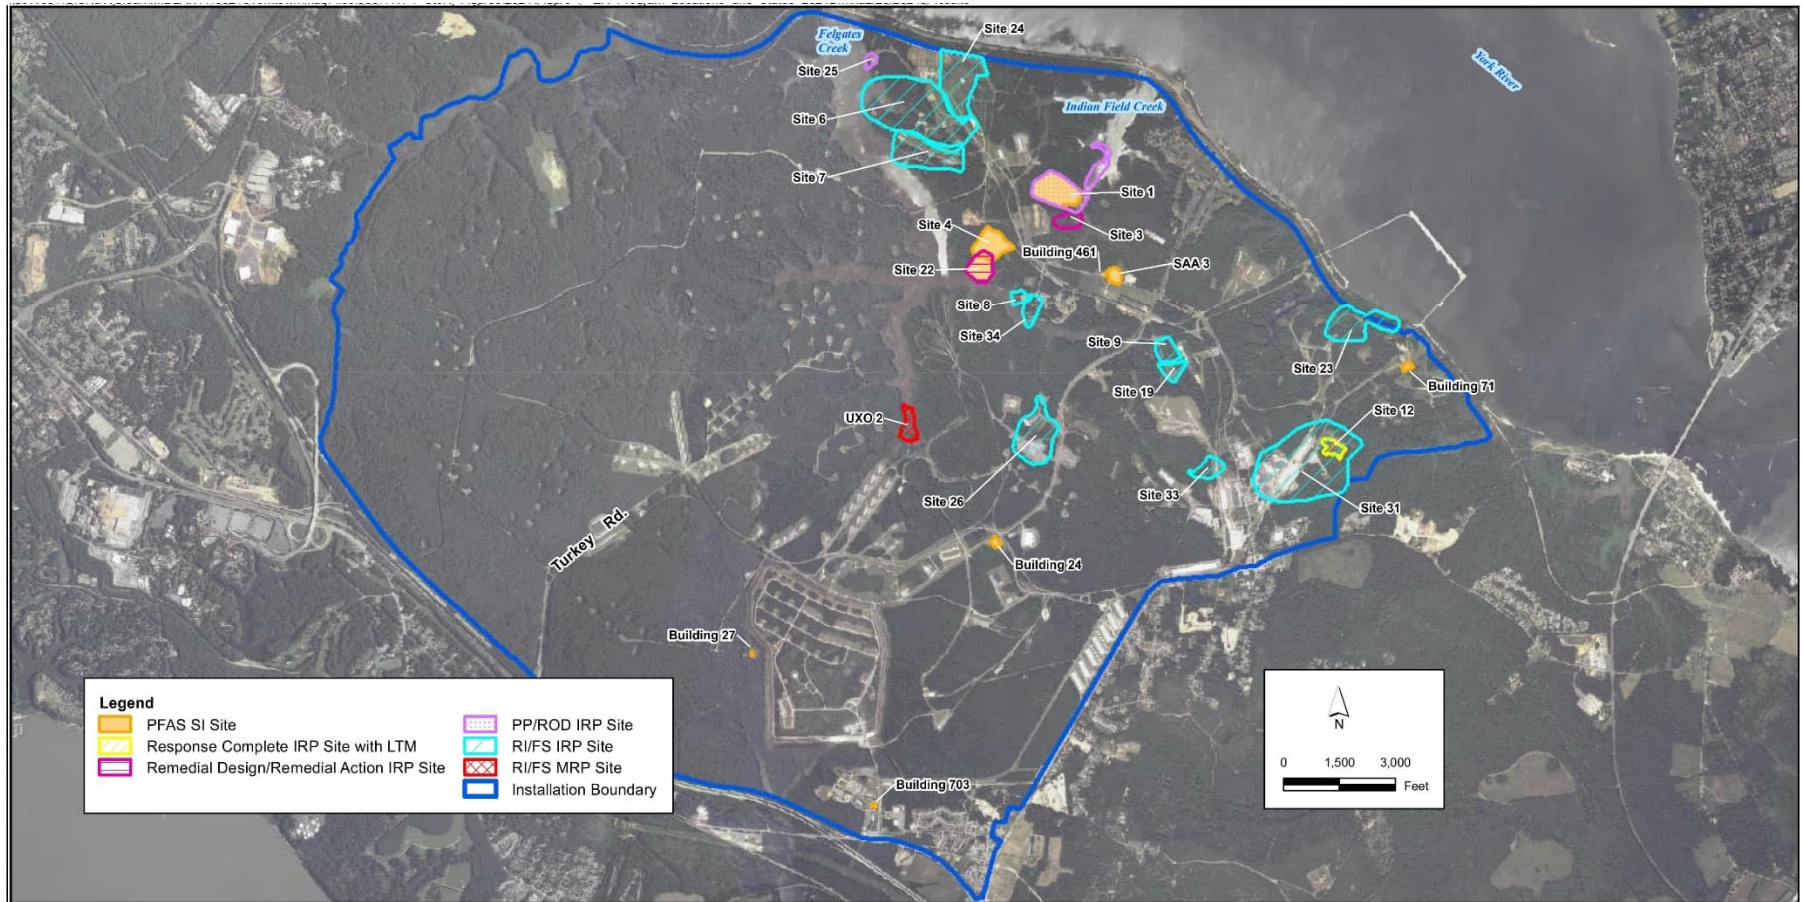 Felgates
Creek
Site 24
Site 25
York River
Indian Field Creek
Site 6
Site 7
Site 1
Site 4
Site 3
Building 461
SAA 3
Site 22
Site 8
Site 34
Site 9
Site 23
Site 19
Building 71
Site 12
UXO 2
Site 26
Site 33
Site 31
Turkey Rd.
Building 24
Building 27
Building 703
Legend
PFAS SI Site
Response Complete IRP Site with LTM
Remedial Design/Remedial Action IRP Site
PP/ROD IRP Site
RI/FS IRP Site
RI/FS MRP Site
Installation Boundary
N
0 1,500 3,000
Feet